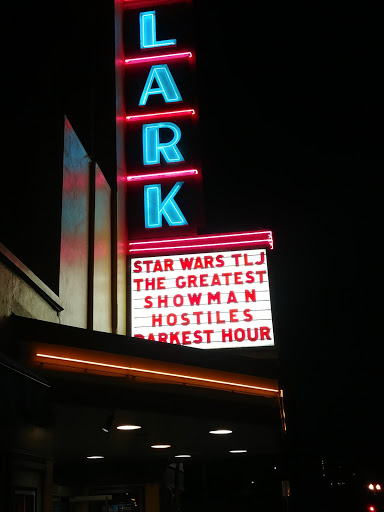 LARK
STAR WARS TLJ
THE GREATEST
SHOWMAN
HOSTILES
DARKEST HOUR